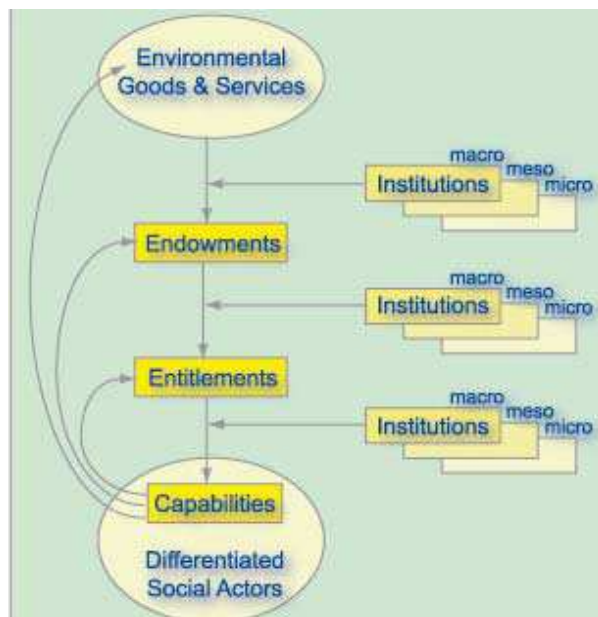 Environmental
Goods & Services
macro
meso
micro
Institutions
Endowments
macro
meso
micro
Institutions
Entitlements
macro
meso
micro
Institutions
Capabilities
Differentiated
Social Actors